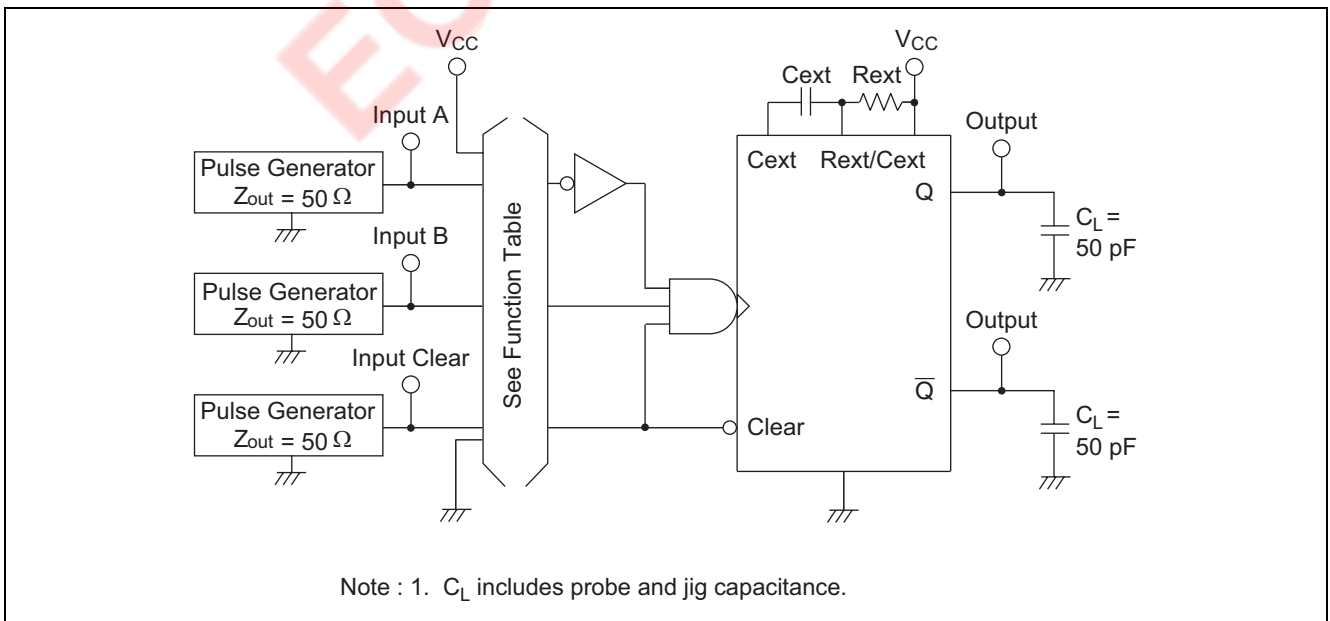 EC
VCC
VCC
Cext Rext
Input A
Output
Pulse Generator
Zout = 50 Ω
Cext Rext/Cext
Q
CL =
50 pF
Input B
See Function Table
Pulse Generator
Zout = 50 Ω
Output
Input Clear
Q̅
Pulse Generator
Zout = 50 Ω
Clear
CL =
50 pF
Note : 1. CL includes probe and jig capacitance.